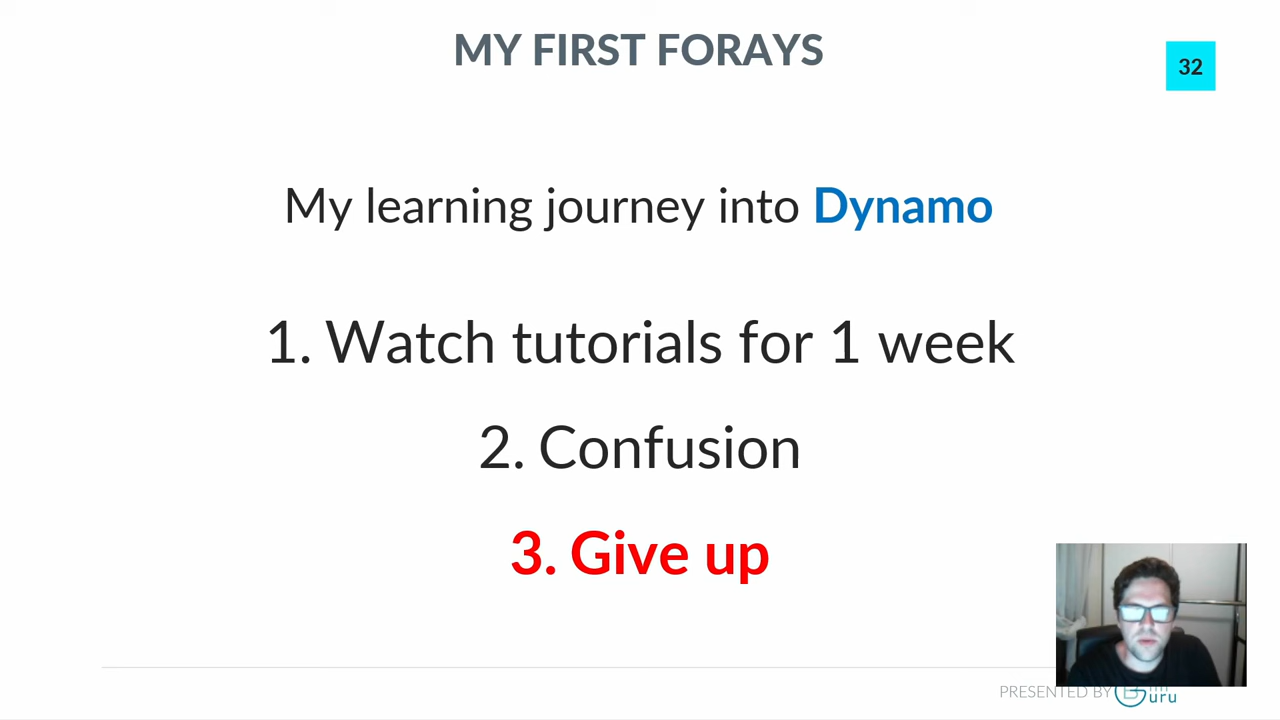 MY FIRST FORAYS
32
My learning journey into Dynamo
1. Watch tutorials for 1 week
2. Confusion
3. Give up
PRESENTED BY
uru